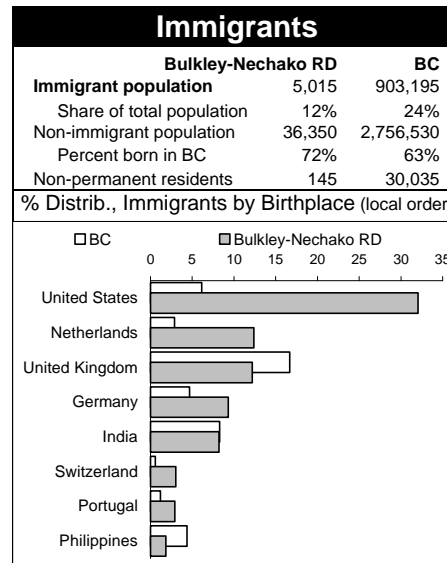 Immigrants
Bulkley-Nechako RD BC
Immigrant population 5,015 903,195
Share of total population 12% 24%
Non-immigrant population 36,350 2,756,530
Percent born in BC 72% 63%
Non-permanent residents 145 30,035
% Distrib., Immigrants by Birthplace (local order
BC Bulkley-Nechako RD
0 5 10 15 20 25 30 35
United States
Netherlands
United Kingdom
Germany
India
Switzerland
Portugal
Philippines